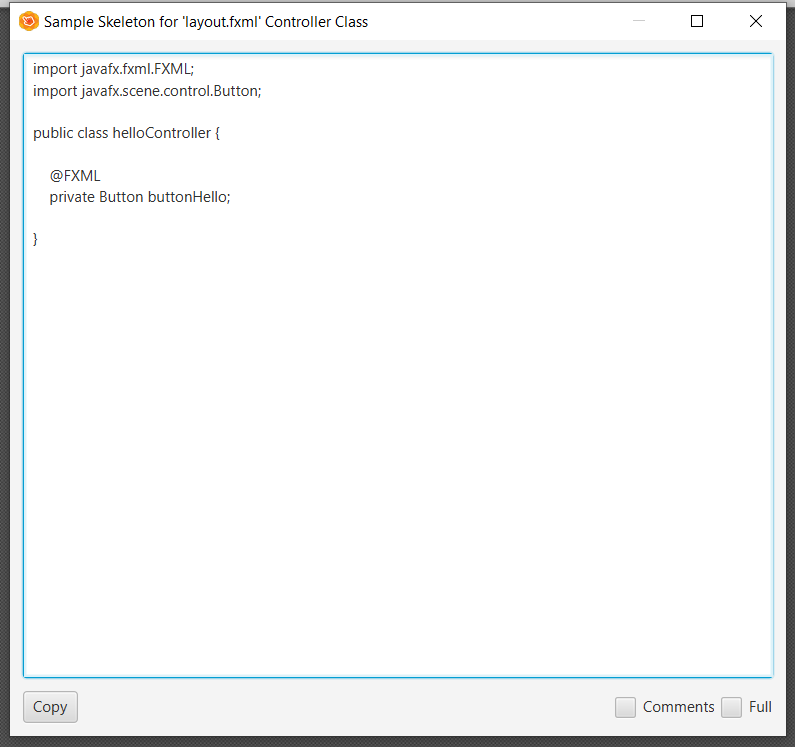 Sample Skeleton for 'layout.fxml' Controller Class
import javafx.fxml.FXML;
import javafx.scene.control.Button;
public class helloController {
@FXML
private Button buttonHello;
}
Copy
Comments
Full